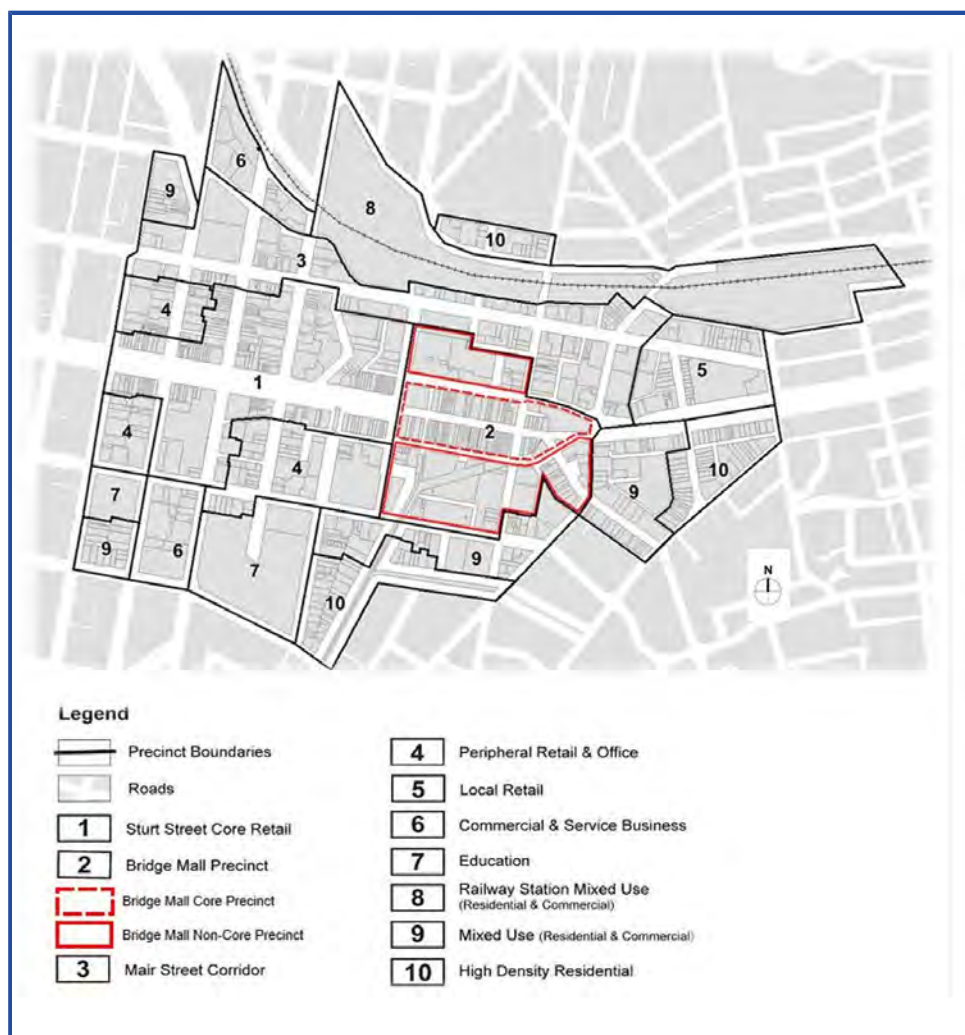 6
9
8
10
3
4
5
1
2
4
4
10
9
7
9
6
7
9
10
N
Legend
Precinct Boundaries
Roads
1 Sturt Street Core Retail
2 Bridge Mall Precinct
Bridge Mall Core Precinct
Bridge Mall Non-Core Precinct
3 Mair Street Corridor
4 Peripheral Retail & Office
5 Local Retail
6 Commercial & Service Business
7 Education
8 Railway Station Mixed Use
(Residential & Commercial)
9 Mixed Use (Residential & Commercial)
10 High Density Residential